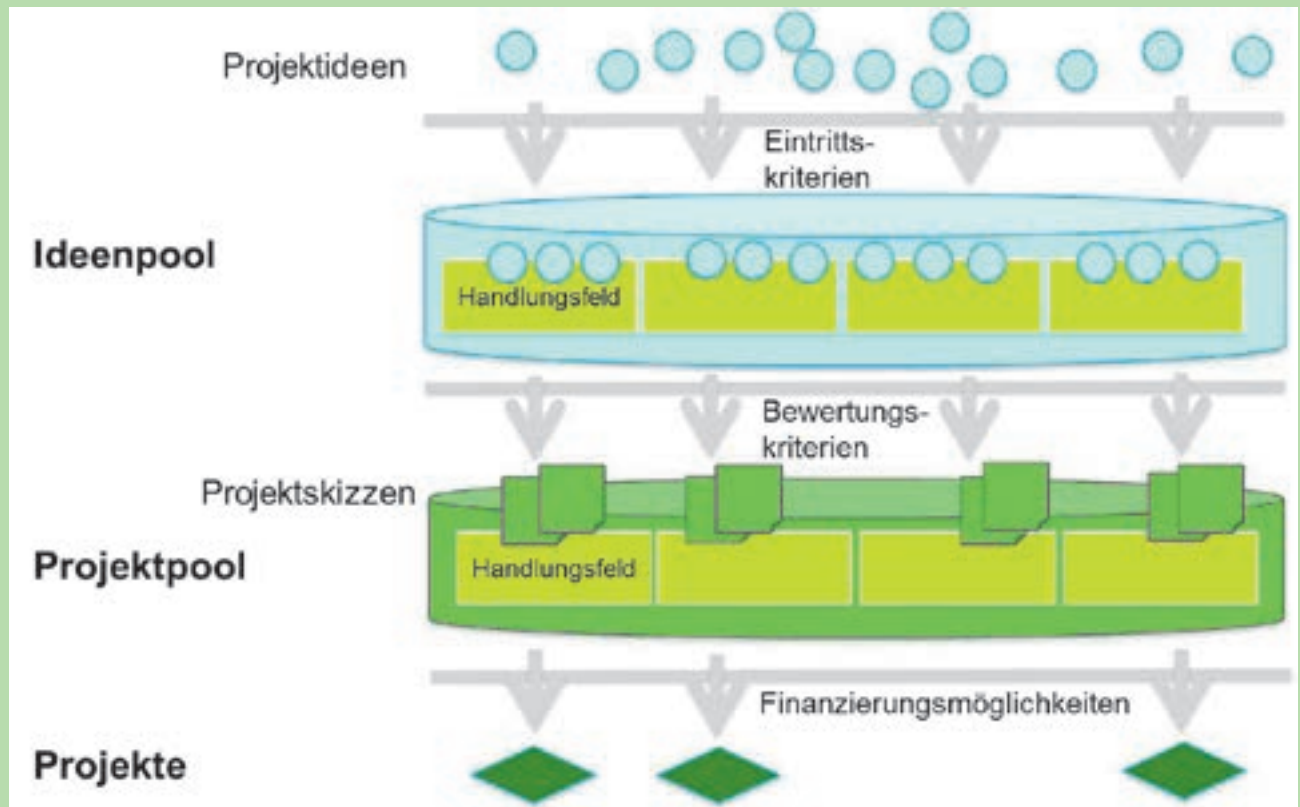 Projektideen
Eintritts-
kriterien
Ideenpool
Handlungsfeld
Bewertungs-
kriterien
Projektskizzen
Projektpool
Handlungsfeld
Finanzierungsmöglichkeiten
Projekte